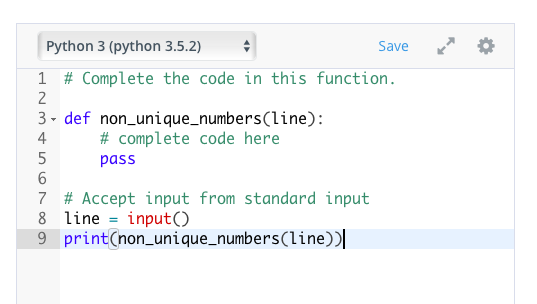 Python 3 (python 3.5.2) Save
1 # Complete the code in this function.
2
3 def non_unique_numbers(line):
4     # complete code here
5     pass
6
7 # Accept input from standard input
8 line = input()
9 print(non_unique_numbers(line))